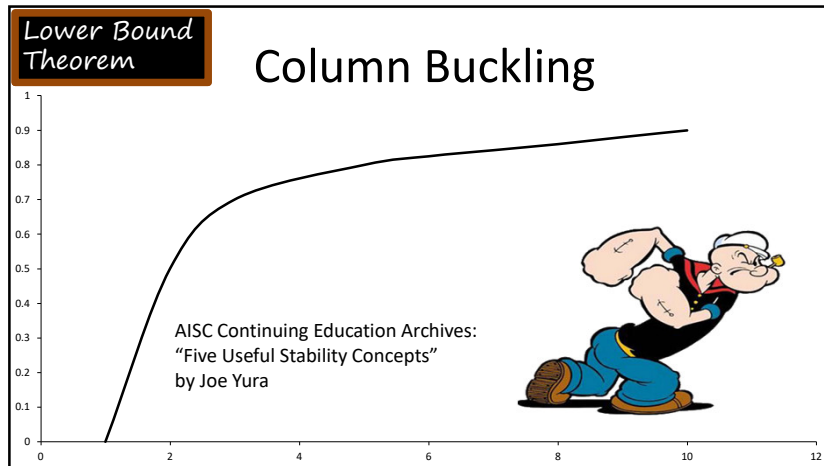 Lower Bound
Theorem
Column Buckling
1
0.9
0.8
0.7
0.6
0.5
0.4
0.3
0.2
0.1
0
AISC Continuing Education Archives:
“Five Useful Stability Concepts”
by Joe Yura
0 2 4 6 8 10 12